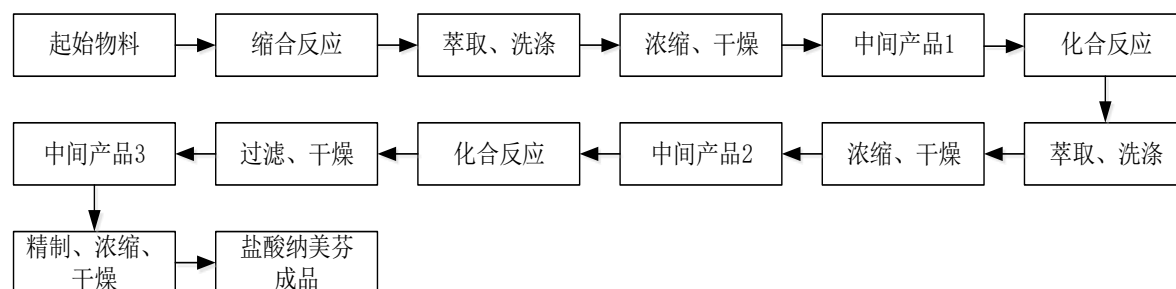 起始物料
缩合反应
萃取、洗涤
浓缩、干燥
中间产品1
化合反应
萃取、洗涤
浓缩、干燥
中间产品2
化合反应
过滤、干燥
中间产品3
精制、浓缩、
干燥
盐酸纳美芬
成品